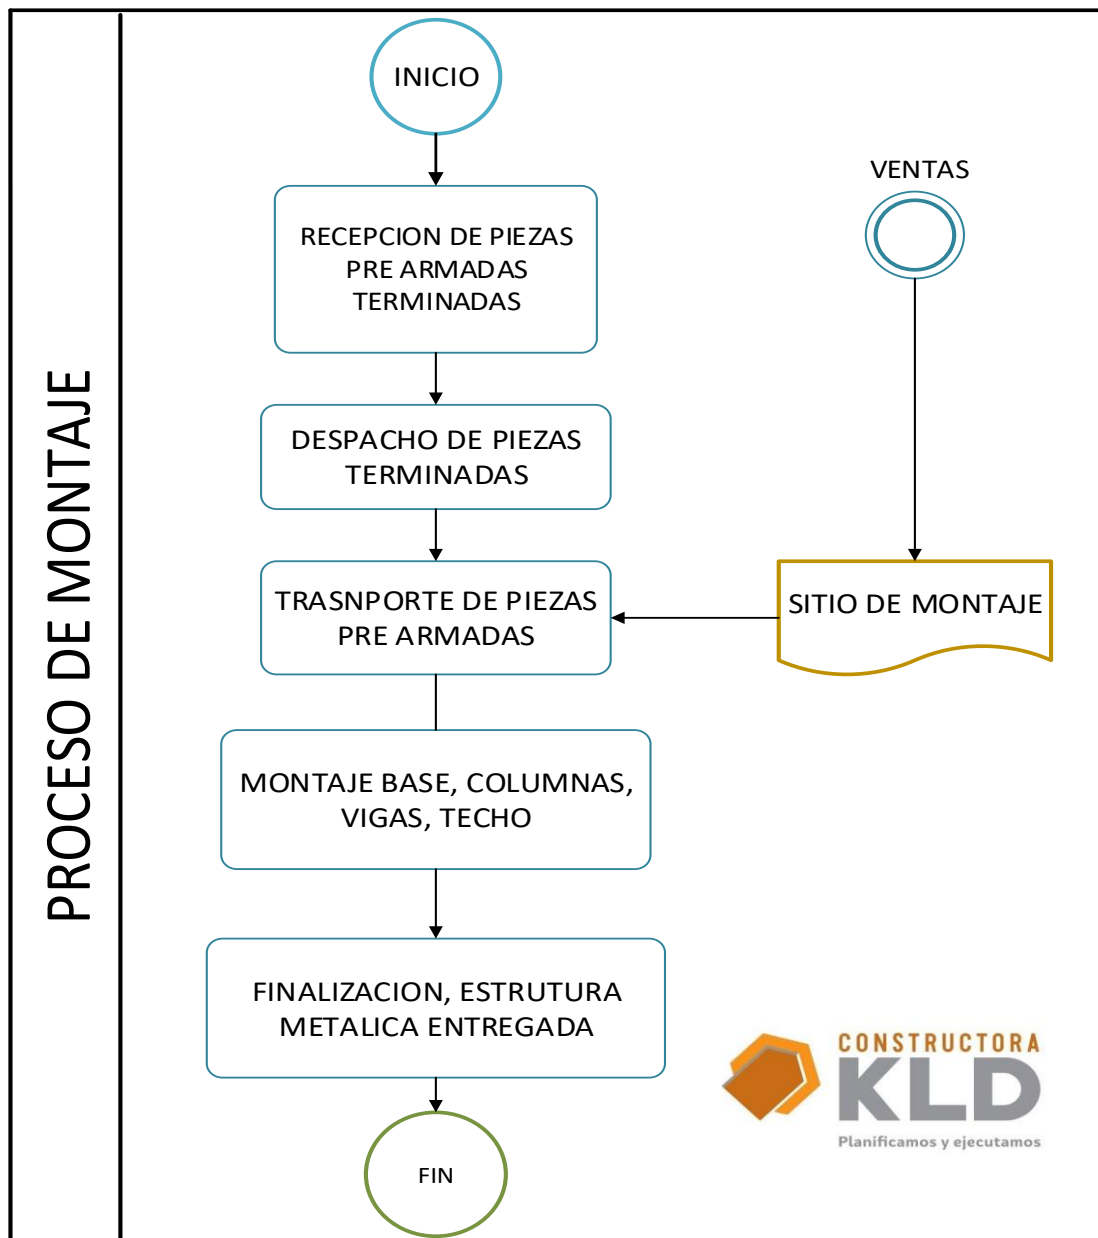 PROCESO DE MONTAJE
INICIO
RECEPCION DE PIEZAS
PRE ARMADAS
TERMINADAS
DESPACHO DE PIEZAS
TERMINADAS
TRASNPORTE DE PIEZAS
PRE ARMADAS
VENTAS
SITIO DE MONTAJE
MONTAJE BASE, COLUMNAS,
VIGAS, TECHO
FINALIZACION, ESTRUTURA
METALICA ENTREGADA
FIN
CONSTRUCTORA
KLD
Planificamos y ejecutamos